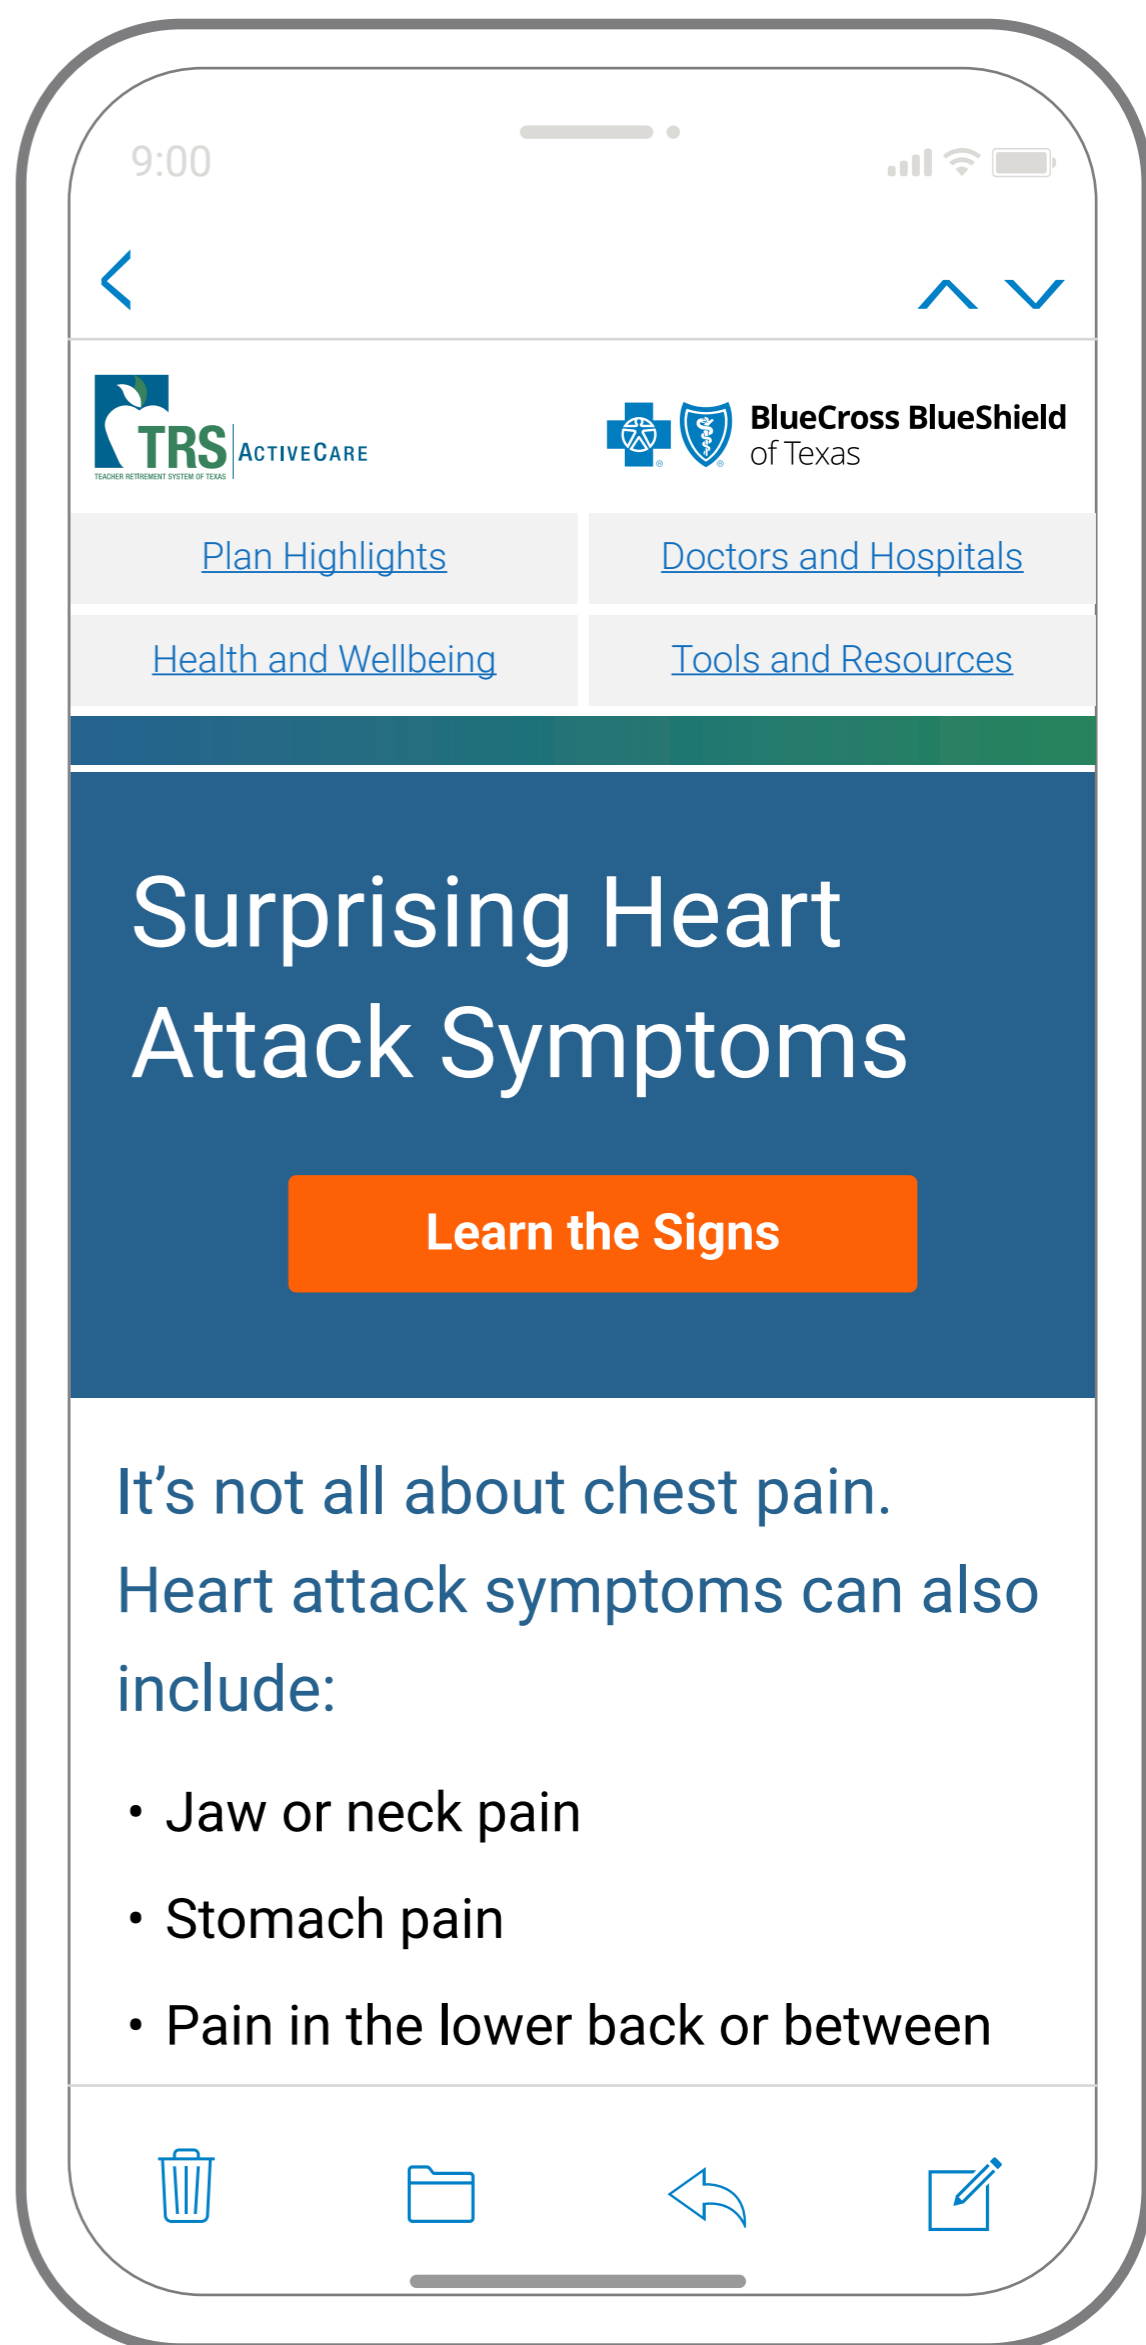 9:00
TRS
ACTIVECARE
TEACHER RETIREMENT SYSTEM OF TEXAS
BlueCross BlueShield
of Texas
Plan Highlights
Doctors and Hospitals
Health and Wellbeing
Tools and Resources
Surprising Heart
Attack Symptoms
Learn the Signs
It’s not all about chest pain.
Heart attack symptoms can also
include:
• Jaw or neck pain
• Stomach pain
• Pain in the lower back or between